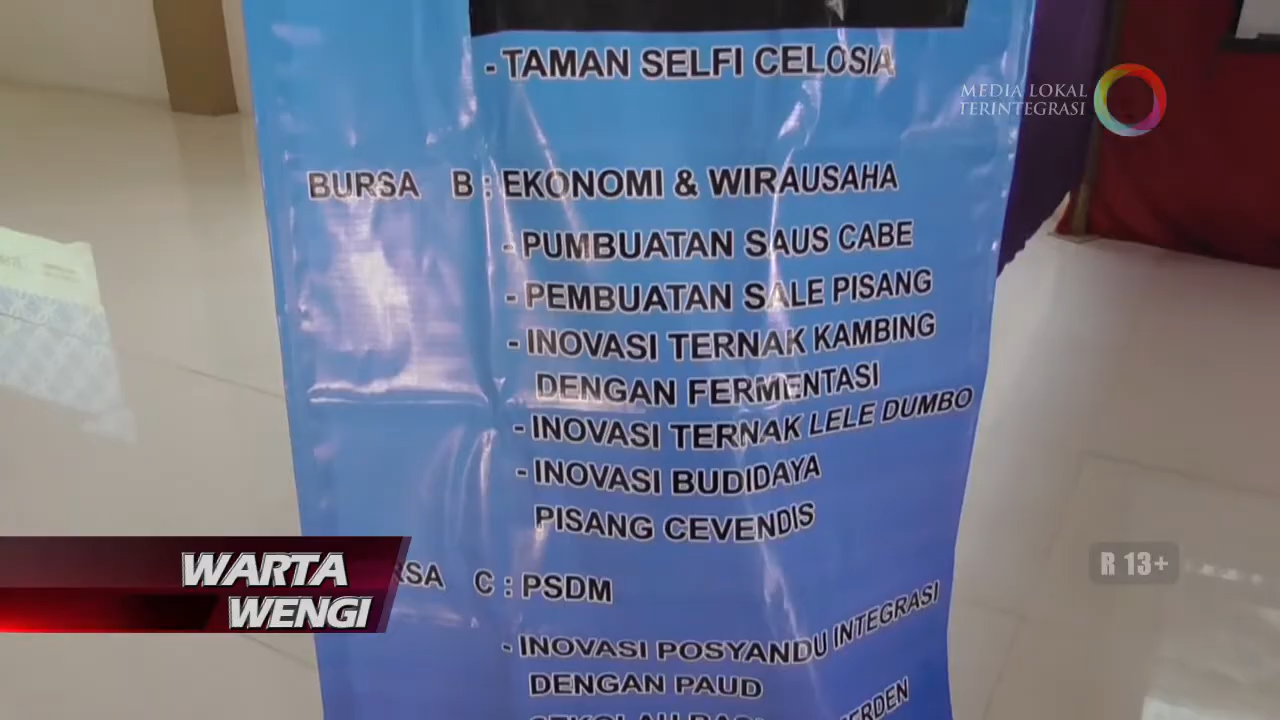 - TAMAN SELFI CELOSIA
MEDIA LOKAL
TERINTEGRASI
BURSA B : EKONOMI & WIRAUSAHA
- PUMBUATAN SAUS CABE
- PEMBUATAN SALE PISANG
- INOVASI TERNAK KAMBING
DENGAN FERMENTASI
- INOVASI TERNAK LELE DUMBO
- INOVASI BUDIDAYA
PISANG CEVENDIS
C : PSDM
- INOVASI POSYANDU INTEGRASI
DENGAN PAUD
WARTA
WENGI
R 13+